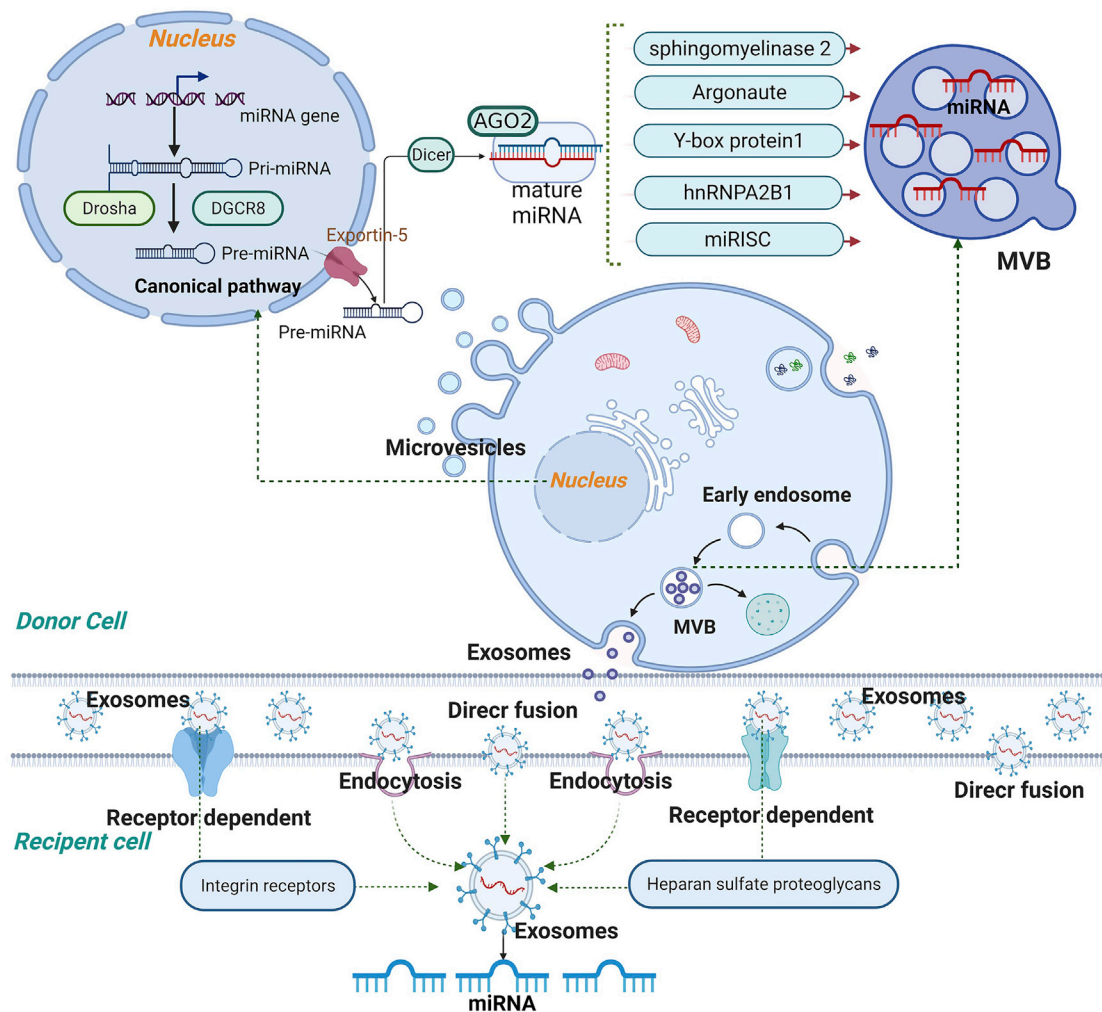 Nucleus
miRNA gene
Pri-miRNA
Drosha
DGCR8
Pre-miRNA
Exportin-5
Canonical pathway
Pre-miRNA
Dicer
AGO2
mature
miRNA
sphingomyelinase 2
Argonaute
Y-box protein1
hnRNPA2B1
miRISC
miRNA
MVB
Microvesicles
Nucleus
Early endosome
MVB
Donor Cell
Exosomes
Exosomes
Direcr fusion
Exosomes
Endocytosis
Endocytosis
Direcr fusion
Receptor dependent
Receptor dependent
Recipent cell
Integrin receptors
Heparan sulfate proteoglycans
Exosomes
miRNA